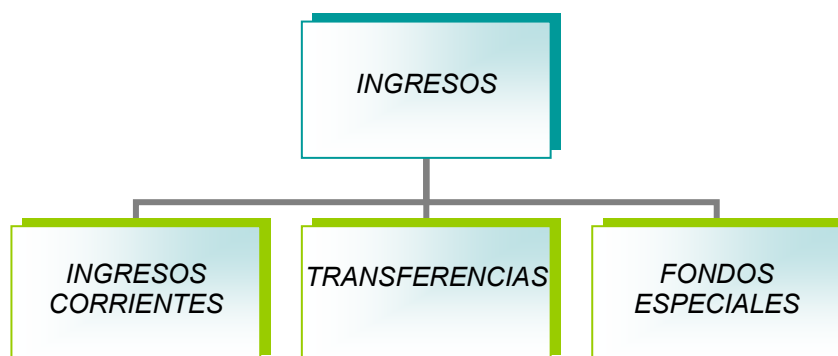 INGRESOS
INGRESOS
CORRIENTES
TRANSFERENCIAS
FONDOS
ESPECIALES